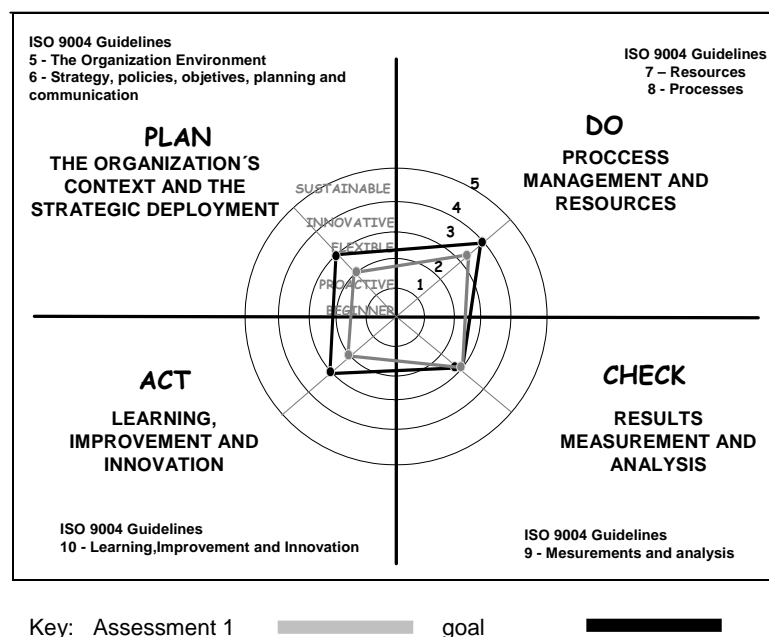 ISO 9004 Guidelines
5 - The Organization Environment
6 - Strategy, policies, objetives, planning and
communication
PLAN
THE ORGANIZATION´S
CONTEXT AND THE
STRATEGIC DEPLOYMENT
ISO 9004 Guidelines
7 – Resources
8 - Processes
DO
PROCCESS
MANAGEMENT AND
RESOURCES
SUSTAINABLE
INNOVATIVE
FLEXIBLE
PROACTIVE
BEGINNER
5
4
3
2
1
ACT
LEARNING,
IMPROVEMENT AND
INNOVATION
ISO 9004 Guidelines
10 - Learning,Improvement and Innovation
CHECK
RESULTS
MEASUREMENT AND
ANALYSIS
ISO 9004 Guidelines
9 - Mesurements and analysis
Key: Assessment 1 goal